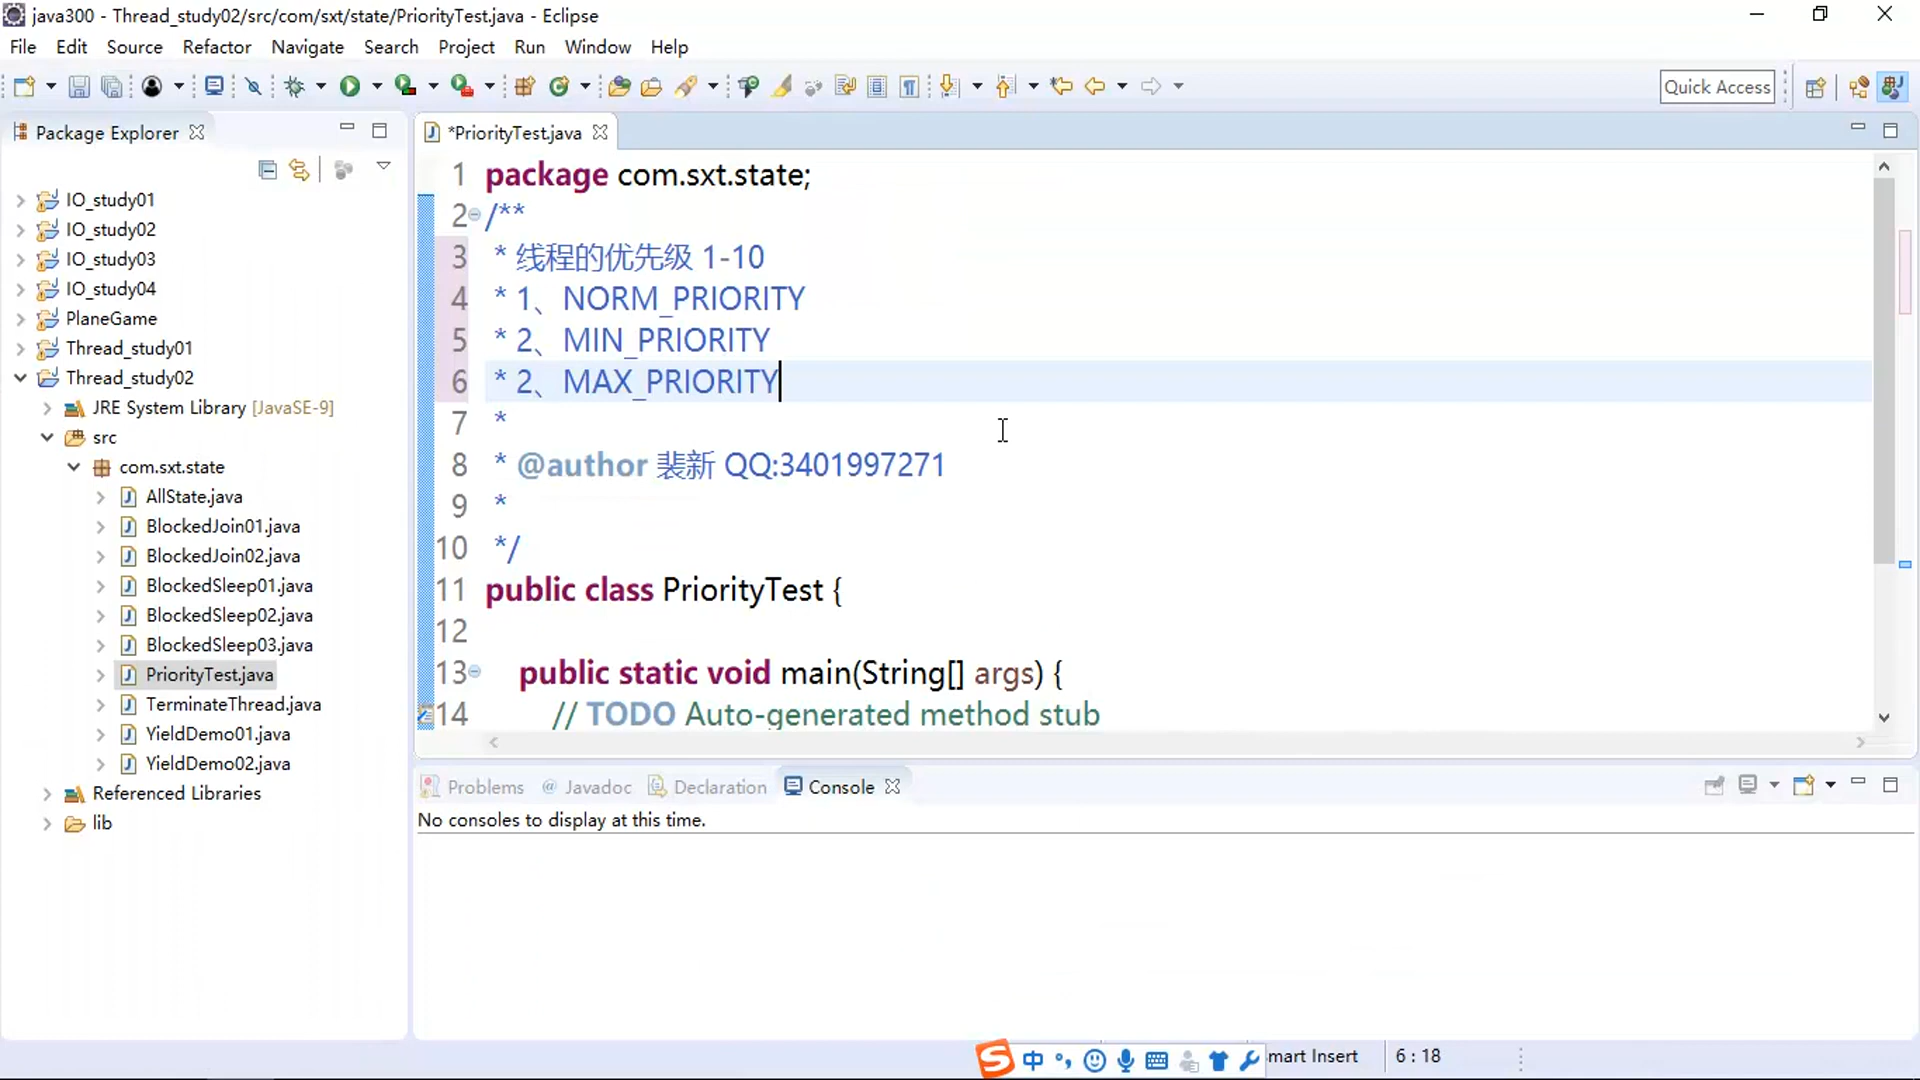 java300 - Thread_study02/src/com/sxt/state/PriorityTest.java - Eclipse
File Edit Source Refactor Navigate Search Project Run Window Help
Quick Access
Package Explorer
*PriorityTest.java
IO_study01
IO_study02
IO_study03
IO_study04
PlaneGame
Thread_study01
Thread_study02
JRE System Library [JavaSE-9]
src
com.sxt.state
AllState.java
BlockedJoin01.java
BlockedJoin02.java
BlockedSleep01.java
BlockedSleep02.java
BlockedSleep03.java
PriorityTest.java
TerminateThread.java
YieldDemo01.java
YieldDemo02.java
Referenced Libraries
lib
1 package com.sxt.state;
2 /**
3 * 线程的优先级 1-10
4 * 1、NORM_PRIORITY
5 * 2、MIN_PRIORITY
6 * 2、MAX_PRIORITY
7 *
8 * @author 裴新 QQ:3401997271
9 *
10 */
11 public class PriorityTest {
12
13 public static void main(String[] args) {
14 // TODO Auto-generated method stub
Problems @ Javadoc Declaration Console
No consoles to display at this time.
中 mart Insert 6 : 18